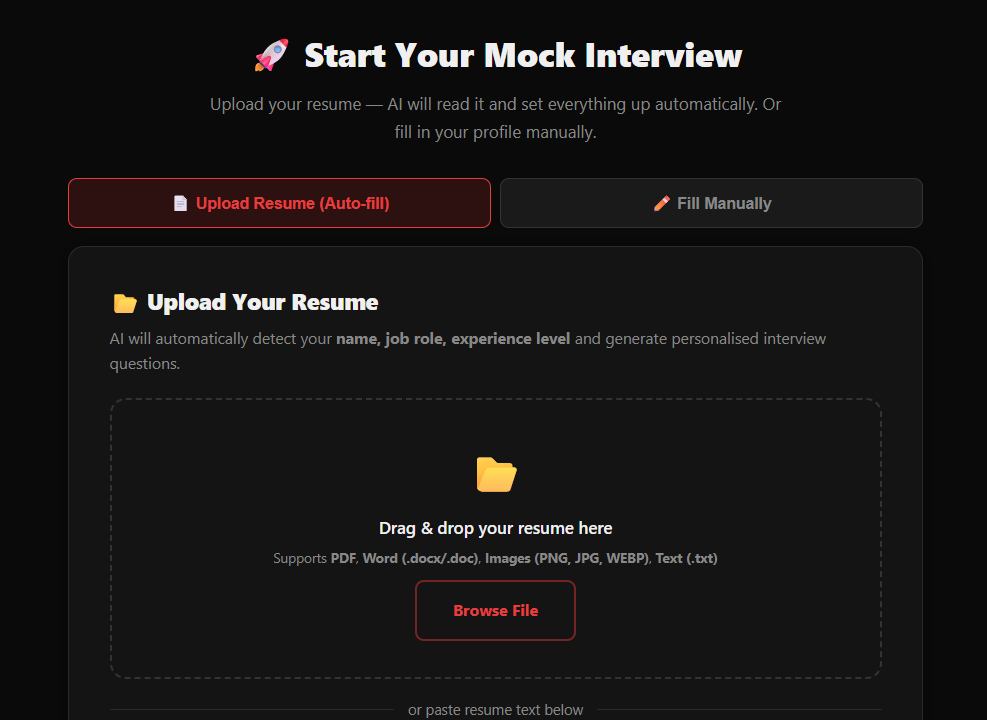 Start Your Mock Interview
Upload your resume — AI will read it and set everything up automatically. Or
fill in your profile manually.
Upload Resume (Auto-fill)
Fill Manually
Upload Your Resume
AI will automatically detect your name, job role, experience level and generate personalised interview
questions.
Drag & drop your resume here
Supports PDF, Word (.docx/.doc), Images (PNG, JPG, WEBP), Text (.txt)
Browse File
or paste resume text below